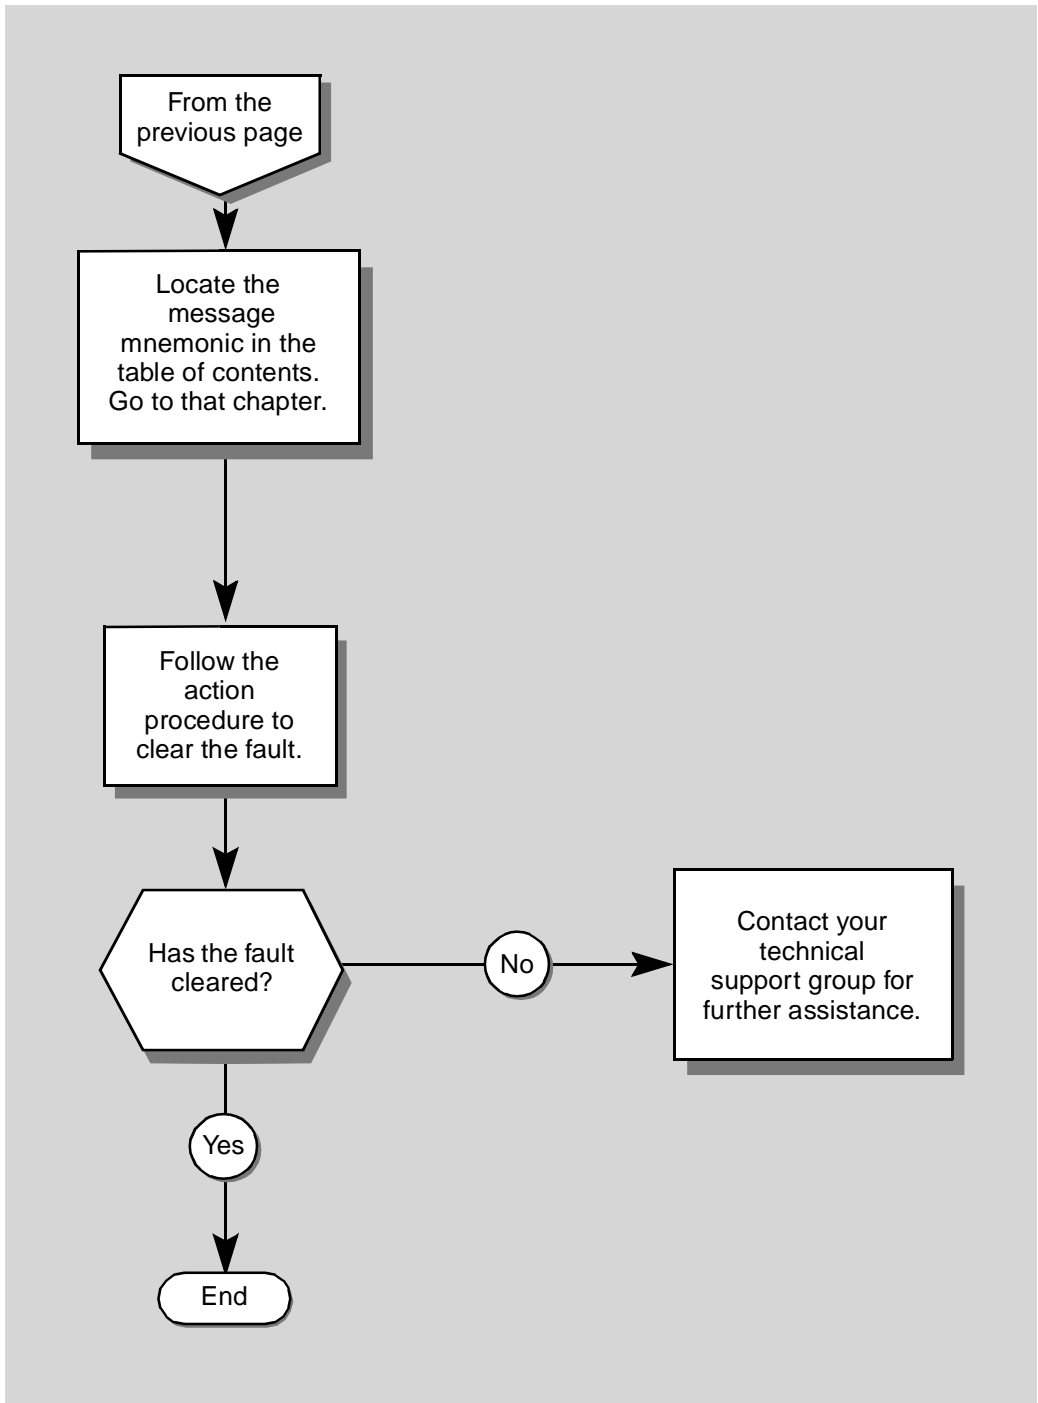 From the
previous page
Locate the
message
mnemonic in the
table of contents.
Go to that chapter.
Follow the
action
procedure to
clear the fault.
Has the fault
cleared?
No
Contact your
technical
support group for
further assistance.
Yes
End